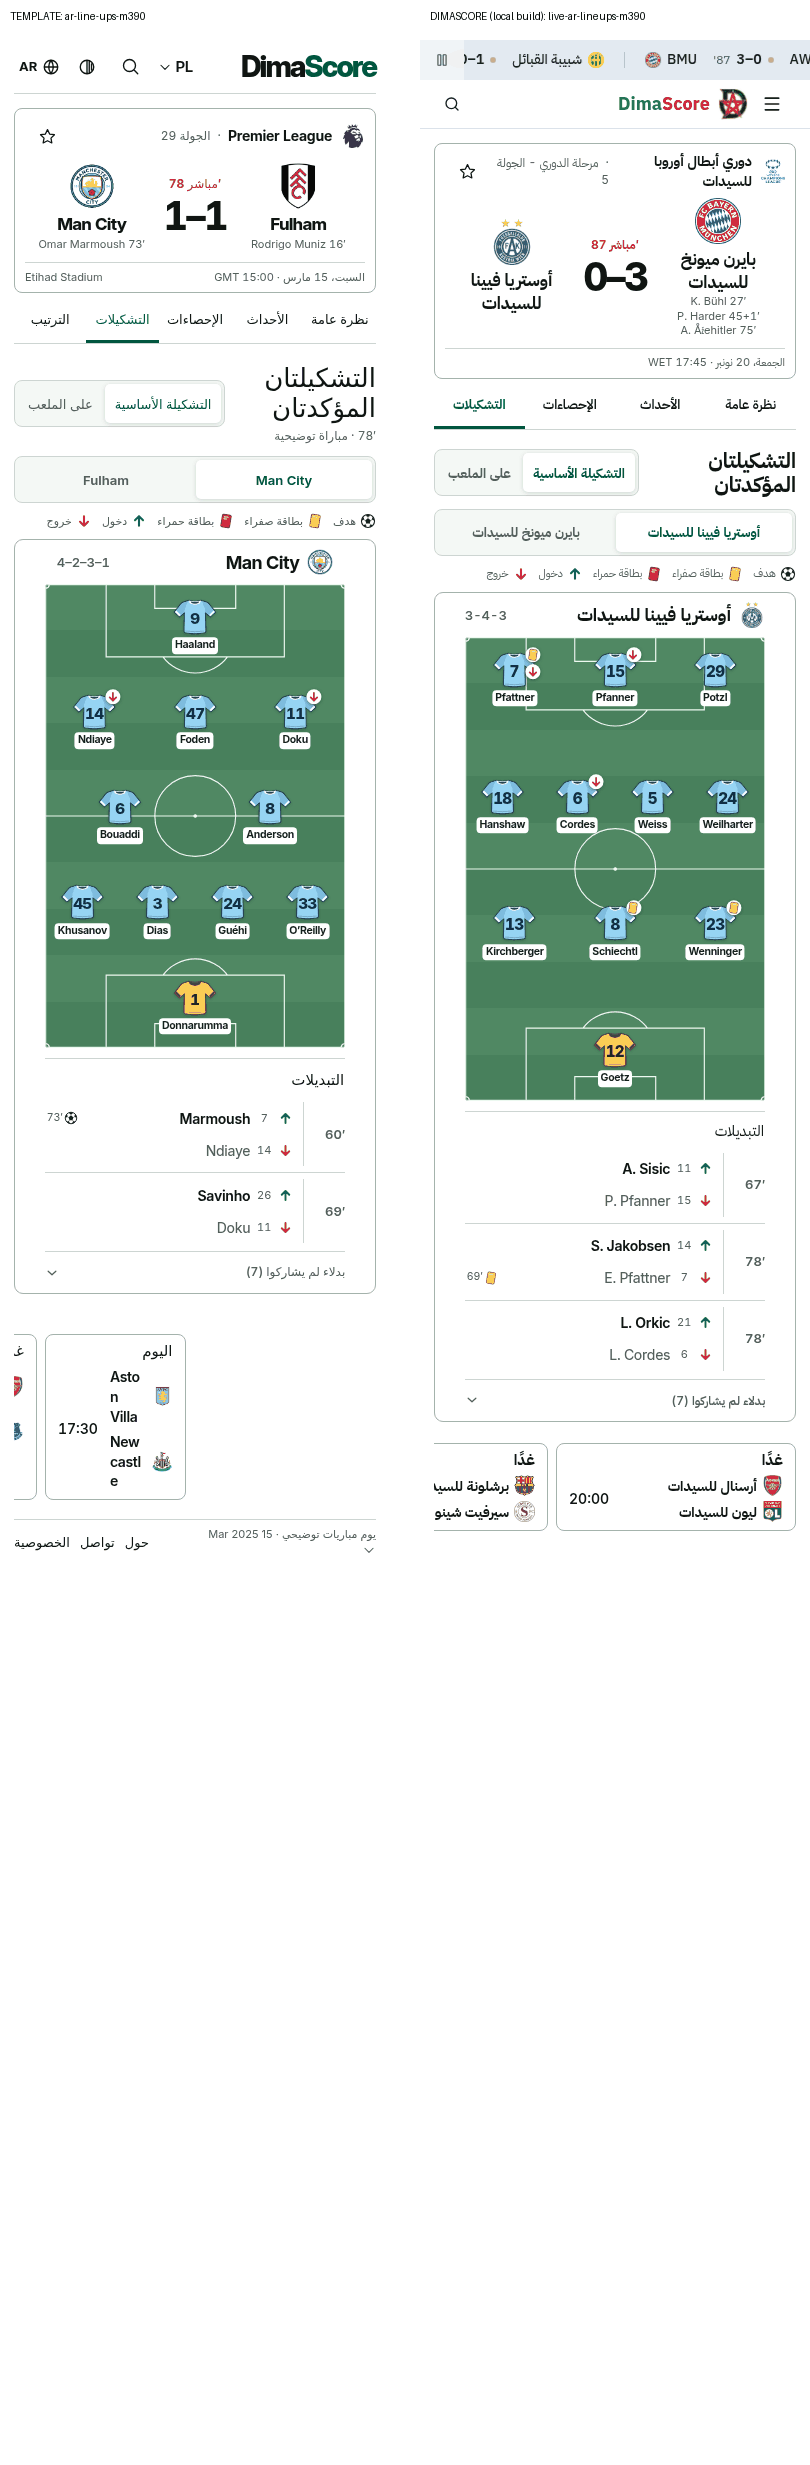 TEMPLATE: ar-line-ups-m390
AR
PL
DimaScore
Premier League · الجولة 29
Man City
Omar Marmoush 73′
مباشر 78′
1–1
Fulham
Rodrigo Muniz 16′
السبت، 15 مارس · 15:00 GMT
Etihad Stadium
نظرة عامة
الأحداث
الإحصاءات
التشكيلات
الترتيب
التشكيلتان
المؤكدتان
78′ · مباراة توضيحية
التشكيلة الأساسية
على الملعب
Man City
Fulham
هدف
بطاقة صفراء
بطاقة حمراء
دخول
خروج
Man City
4–2–3–1
9
Haaland
14
Ndiaye
47
Foden
11
Doku
6
Bouaddi
8
Anderson
45
Khusanov
3
Dias
24
Guéhi
33
O'Reilly
1
Donnarumma
التبديلات
60′
7 Marmoush
73′
14 Ndiaye
69′
26 Savinho
11 Doku
بدلاء لم يشاركوا (7)
اليوم
Asto
n
Villa
17:30
New
castl
e
يوم مباريات توضيحي · 15 Mar 2025
حول
تواصل
الخصوصية
DIMASCORE (local build): live-ar-lineups-m390
0–1
شبيبة القبائل
BMU
87′
3–0
AW
DimaScore
دوري أبطال أوروبا
للسيدات
· مرحلة الدوري - الجولة
5
أوستريا فيينا
للسيدات
مباشر 87′
0–3
بايرن ميونخ
للسيدات
K. Bühl 27′
P. Harder 45+1′
75′
الجمعة، 20 نونبر · 17:45 WET
نظرة عامة
الأحداث
الإحصاءات
التشكيلات
التشكيلتان
المؤكدتان
التشكيلة الأساسية
على الملعب
أوستريا فيينا للسيدات
بايرن ميونخ للسيدات
هدف
بطاقة صفراء
بطاقة حمراء
دخول
خروج
أوستريا فيينا للسيدات
3-4-3
7
Pfattner
15
Pfanner
29
Potzl
18
Hanshaw
6
Cordes
5
Weiss
24
Weilharter
13
Kirchberger
8
Schiechtl
23
Wenninger
12
Goetz
التبديلات
67′
11 A. Sisic
15 P. Pfanner
78′
14 S. Jakobsen
7 E. Pfattner
69′
78′
21 L. Orkic
6 L. Cordes
بدلاء لم يشاركوا (7)
غدًا
أرسنال للسيدات
20:00
ليون للسيدات
غدًا
برشلونة
سيرفيت